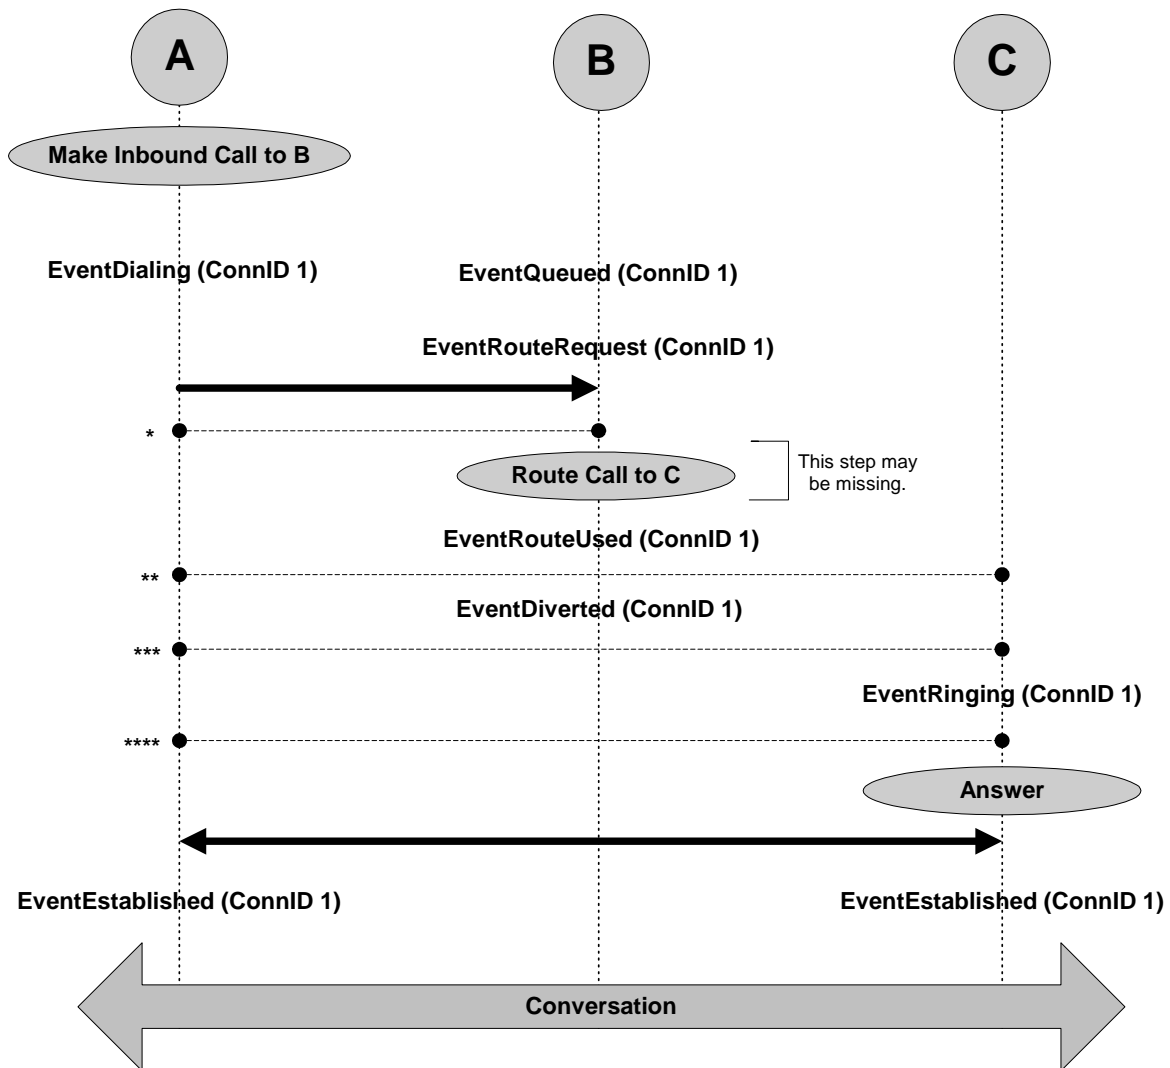 A
B
C
Make Inbound Call to B
EventDialing (ConnID 1)
EventQueued (ConnID 1)
EventRouteRequest (ConnID 1)
*
Route Call to C
This step may
be missing.
EventRouteUsed (ConnID 1)
**
EventDiverted (ConnID 1)
***
EventRinging (ConnID 1)
****
Answer
EventEstablished (ConnID 1)
EventEstablished (ConnID 1)
Conversation